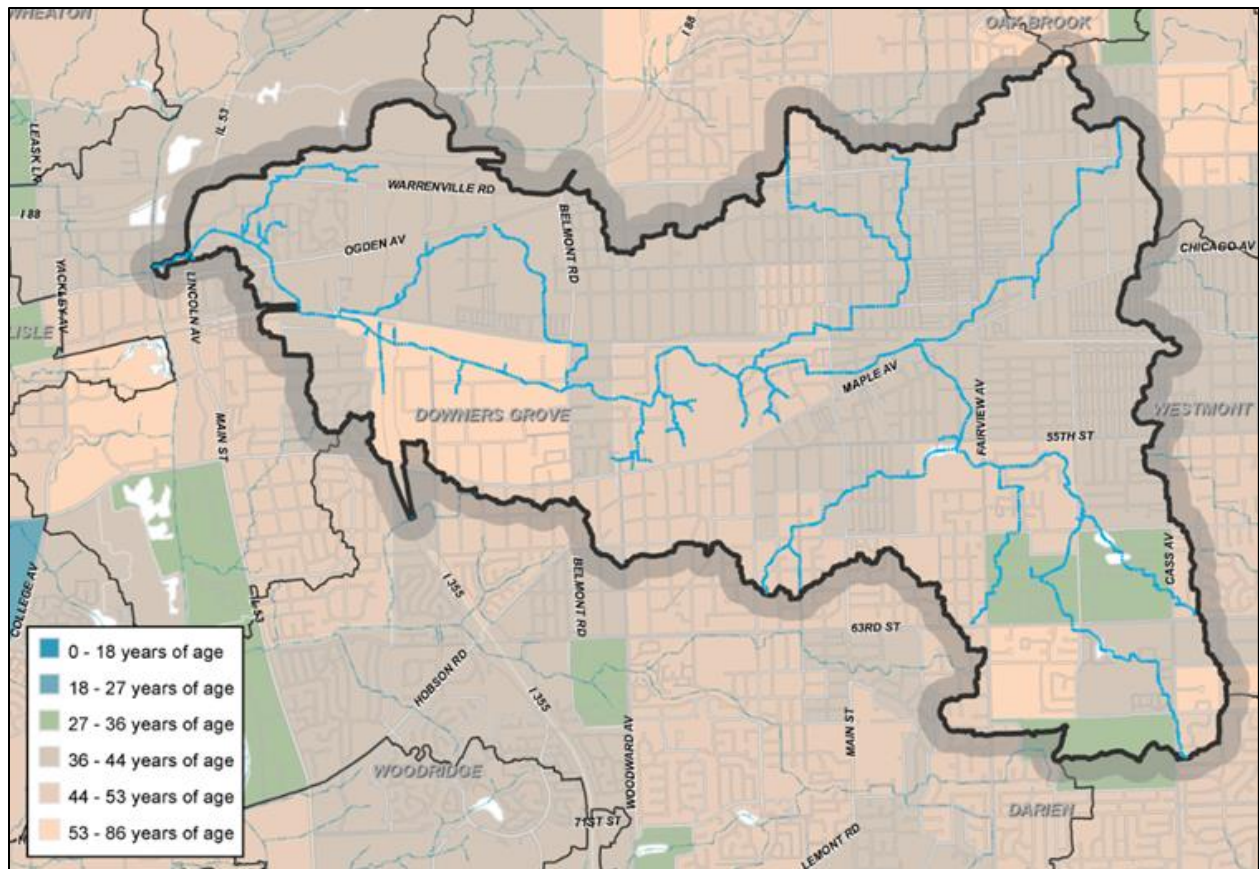 WHEATON
OAK BROOK
I 88
IL 53
LEASK LN
I 88
WARRENVILLE RD
BELMONT RD
OGDEN AV
CHICAGO AV
YACKLEY AV
LINCOLN AV
LISLE
MAPLE AV
DOWNERS GROVE
FAIRVIEW AV
WESTMONT
MAIN ST
55TH ST
CASS AV
COLLEGE AV
I 355
BELMONT RD
IL 53
63RD ST
HOBSON RD
I 355
WOODWARD AV
MAIN ST
WOODRIDGE
DARIEN
71ST ST
LEMONT RD
0 - 18 years of age
18 - 27 years of age
27 - 36 years of age
36 - 44 years of age
44 - 53 years of age
53 - 86 years of age